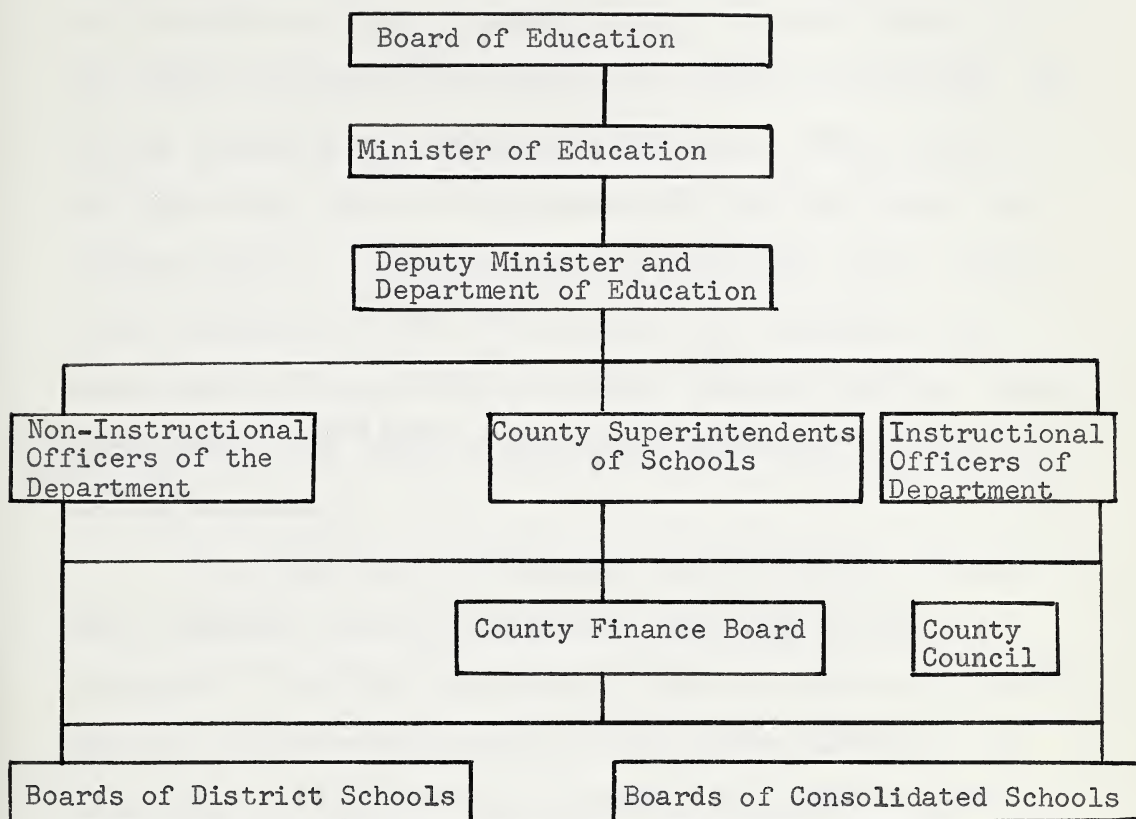 Board of Education
Minister of Education
Deputy Minister and
Department of Education
Non-Instructional
Officers of the
Department
County Superintendents
of Schools
Instructional
Officers of
Department
County Finance Board
County
Council
Boards of District Schools
Boards of Consolidated Schools